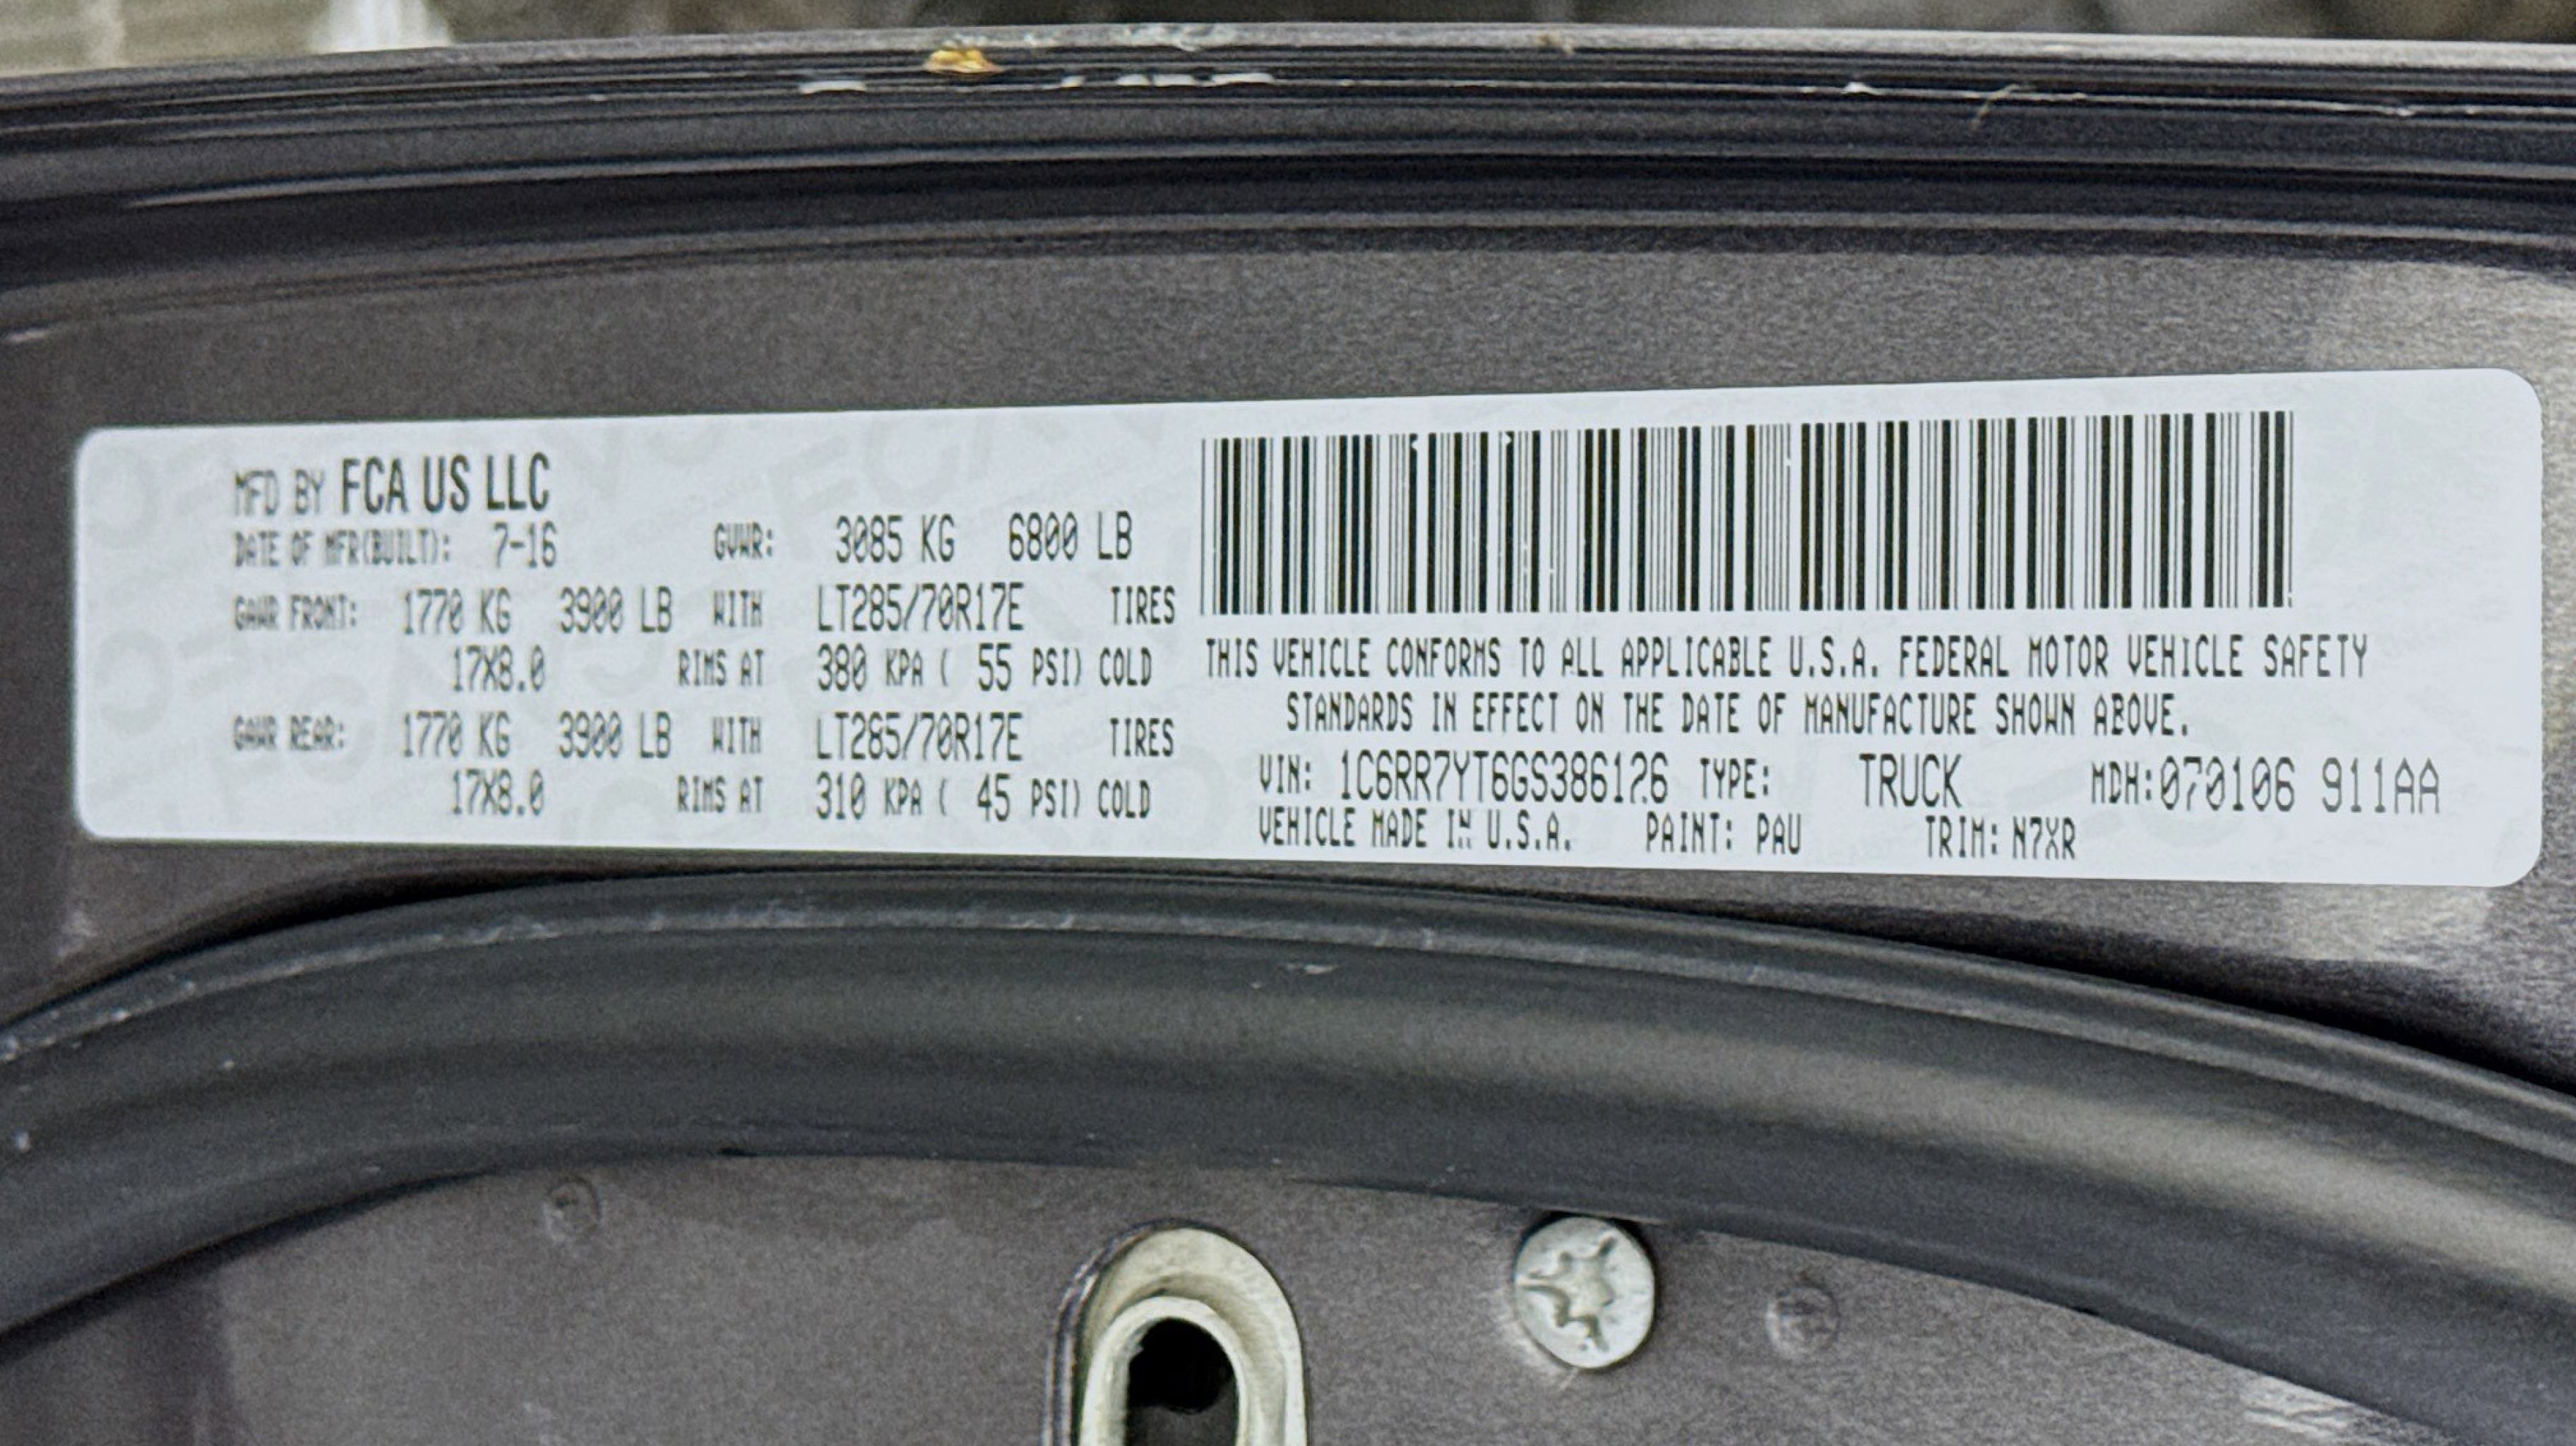 MFD BY FCA US LLC
DATE OF MFR(BUILT): 7-16 GVWR: 3085 KG 6800 LB
GAWR FRONT: 1770 KG 3900 LB WITH LT285/70R17E TIRES
17X8.0 RIMS AT 380 KPA ( 55 PSI) COLD
GAWR REAR: 1770 KG 3900 LB WITH LT285/70R17E TIRES
17X8.0 RIMS AT 310 KPA ( 45 PSI) COLD
THIS VEHICLE CONFORMS TO ALL APPLICABLE U.S.A. FEDERAL MOTOR VEHICLE SAFETY
STANDARDS IN EFFECT ON THE DATE OF MANUFACTURE SHOWN ABOVE.
VIN: 1C6RR7YT6GS386126 TYPE: TRUCK MDH:070106 911AA
VEHICLE MADE IN U.S.A. PAINT: PAU TRIM: N7XR